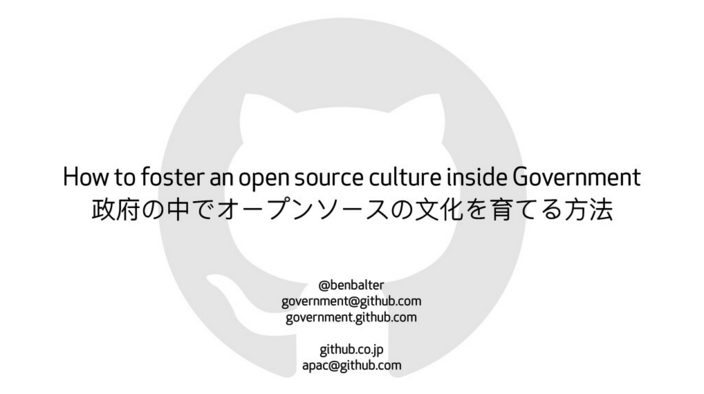 How to foster an open source culture inside Government
政府の中でオープンソースの文化を育てる方法
@benbalter
government@github.com
government.github.com
github.co.jp
apac@github.com